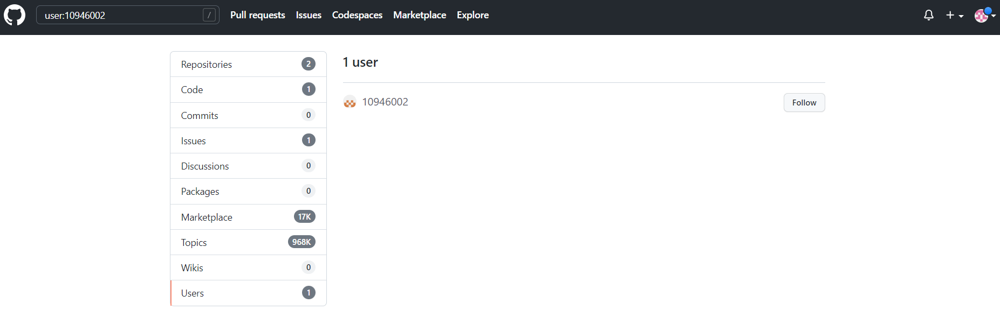 user:10946002 / Pull requests Issues Codespaces Marketplace Explore
Repositories 2
Code 1
Commits 0
Issues 1
Discussions 0
Packages 0
Marketplace 17K
Topics 968K
Wikis 0
Users 1
1 user
10946002 Follow